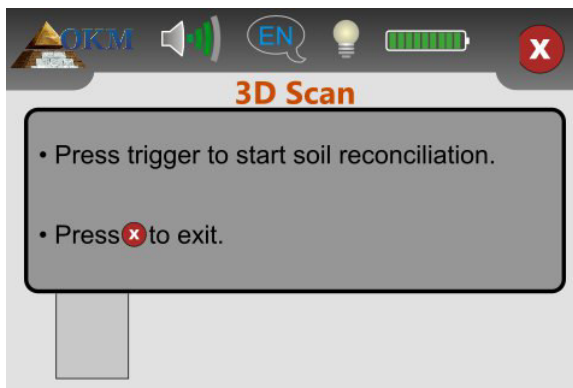 OKM
EN
X
3D Scan
• Press trigger to start soil reconciliation.
• Press x to exit.